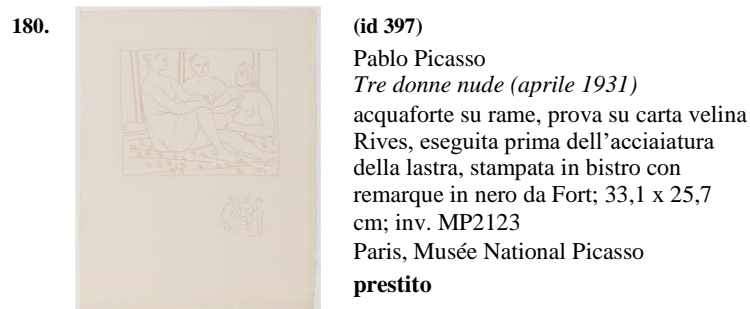 180.
(id 397)
Pablo Picasso
Tre donne nude (aprile 1931)
acquaforte su rame, prova su carta velina
Rives, eseguita prima dell’acciaiatura
della lastra, stampata in bistro con
remarque in nero da Fort; 33,1 x 25,7
cm; inv. MP2123
Paris, Musée National Picasso
prestito